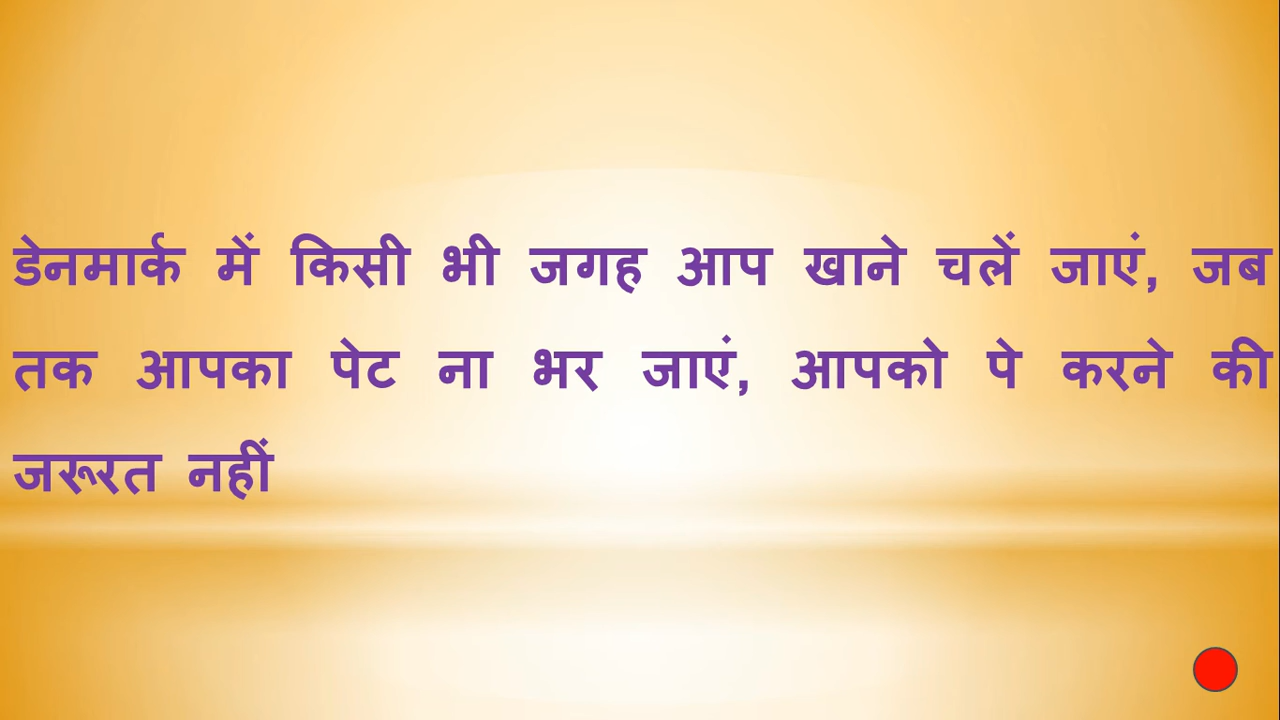 डेनमार्क में किसी भी जगह आप खाने चलें जाएं, जब
तक आपका पेट ना भर जाएं, आपको पे करने की
जरूरत नहीं